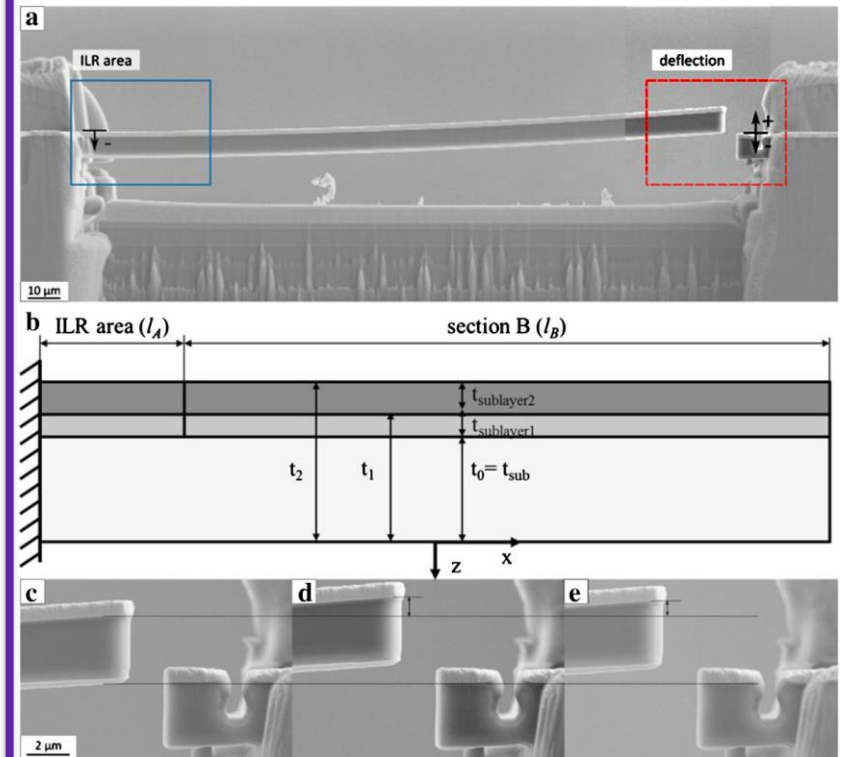 a
ILR area
deflection
-
+
-
10 µm
b ILR area (l_A)
section B (l_B)
t_sublayer2
t_sublayer1
t_2
t_1
t_0= t_sub
z
x
c
d
e
2 µm